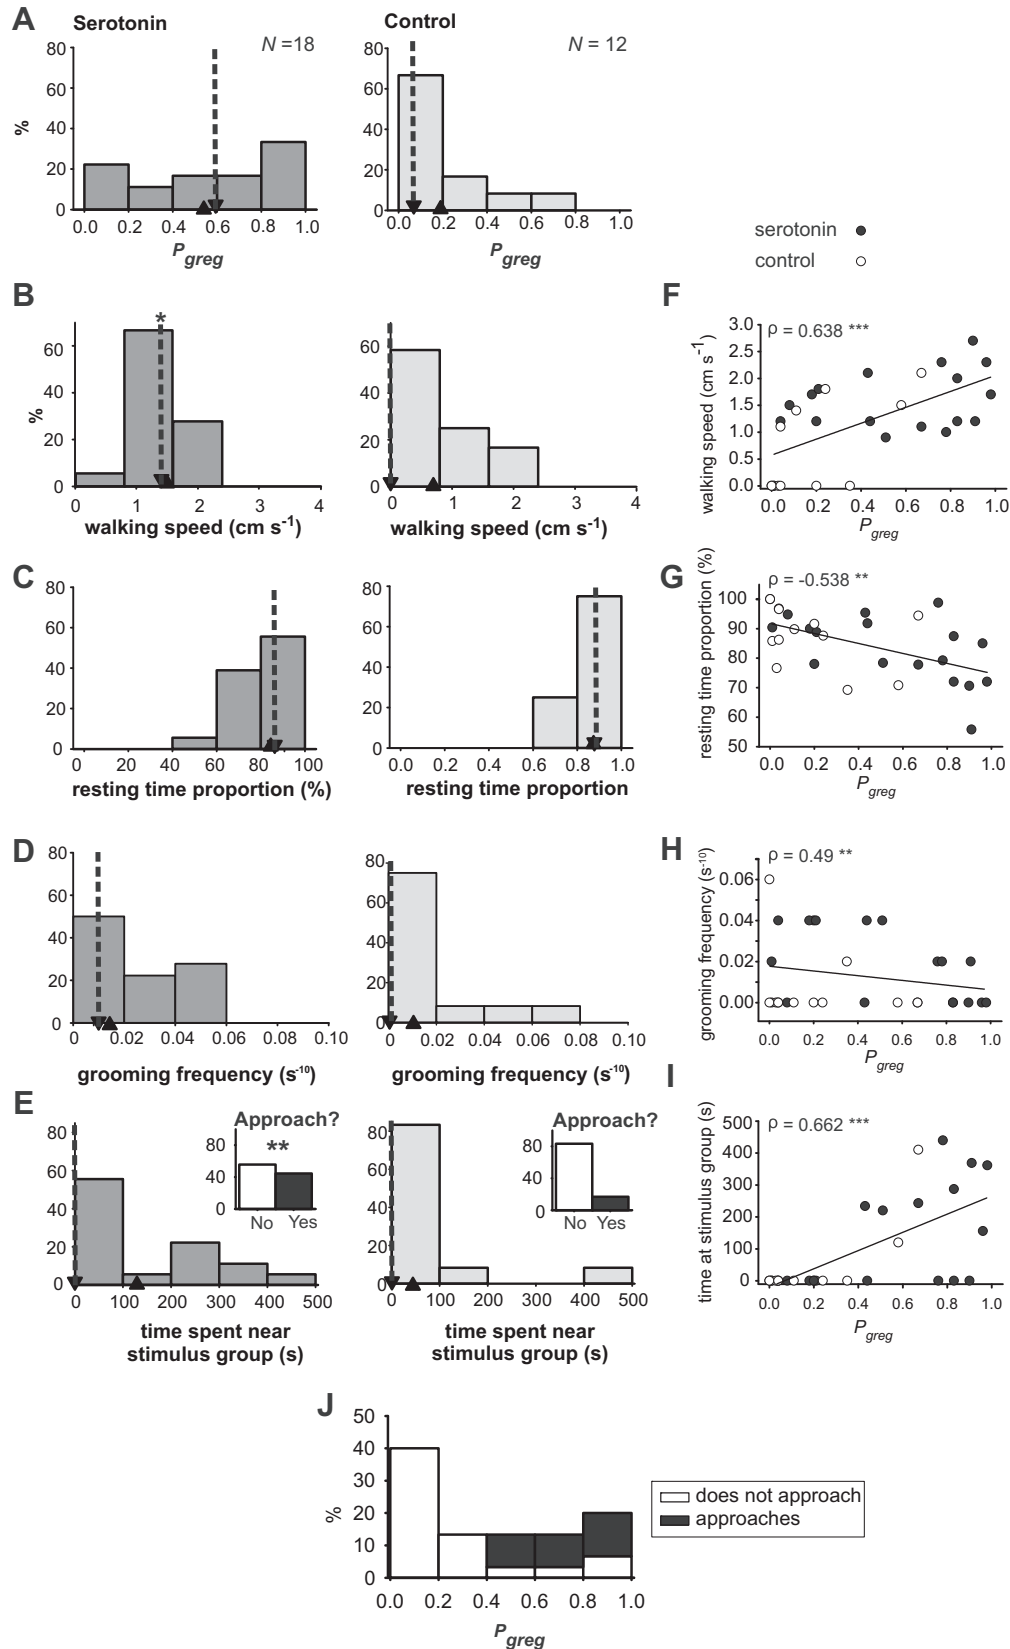 A Serotonin Control
N =18 N = 12
80 60 40 20 0
%
0.0 0.2 0.4 0.6 0.8 1.0
P greg
80 60 40 20 0
0.0 0.2 0.4 0.6 0.8 1.0
P greg
serotonin
control
B
*
60 40 20 0
%
0 1 2 3 4
walking speed (cm s-1)
60 40 20 0
0 1 2 3 4
walking speed (cm s-1)
F
ρ = 0.638 ***
walking speed (cm s-1)
3.0 2.5 2.0 1.5 1.0 0.5 0.0
0.0 0.2 0.4 0.6 0.8 1.0
P greg
C
80 60 40 20 0
0 20 40 60 80 100
resting time proportion (%)
80 60 40 20 0
0.0 0.2 0.4 0.6 0.8 1.0
resting time proportion
G
ρ = -0.538 **
resting time proportion (%)
100 90 80 70 60 50
0.0 0.2 0.4 0.6 0.8 1.0
P greg
D
80 60 40 20 0
0 0.02 0.04 0.06 0.08 0.10
grooming frequency (s-10)
80 60 40 20 0
0 0.02 0.04 0.06 0.08 0.10
grooming frequency (s-10)
H
ρ = 0.49 **
grooming frequency (s-10)
0.06 0.04 0.02 0.00
0.0 0.2 0.4 0.6 0.8 1.0
P greg
E
80 60 40 20 0
0 100 200 300 400 500
time spent near
stimulus group (s)
Approach?
**
80 40 0
No Yes
80 60 40 20 0
0 100 200 300 400 500
time spent near
stimulus group (s)
Approach?
80 40 0
No Yes
I
ρ = 0.662 ***
time at stimulus group (s)
500 400 300 200 100 0
0.0 0.2 0.4 0.6 0.8 1.0
P greg
J
50 40 30 20 10 0
%
0.0 0.2 0.4 0.6 0.8 1.0
P greg
does not approach
approaches